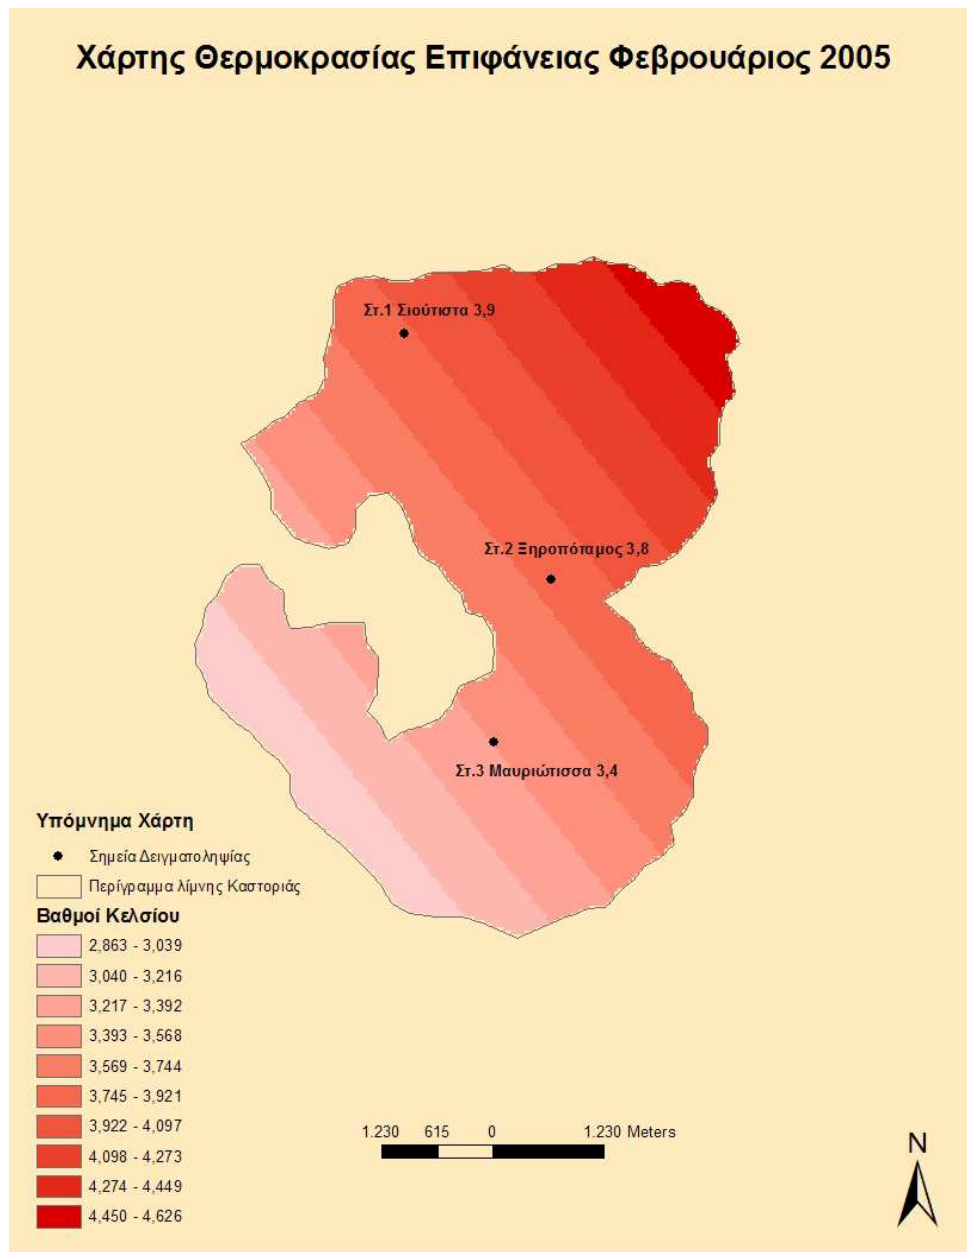 Χάρτης Θερμοκρασίας Επιφάνειας Φεβρουάριος 2005
Στ.1 Σιούτιστα 3,9
Στ.2 Ξηροπόταμος 3,8
Στ.3 Μαυριώτισσα 3,4
Υπόμνημα Χάρτη
Σημεία Δειγματοληψίας
Περίγραμμα λίμνης Καστοριάς
Βαθμοί Κελσίου
2,863 - 3,039
3,040 - 3,216
3,217 - 3,392
3,393 - 3,568
3,569 - 3,744
3,745 - 3,921
3,922 - 4,097
4,098 - 4,273
4,274 - 4,449
4,450 - 4,626
1.230 615 0 1.230 Meters
N